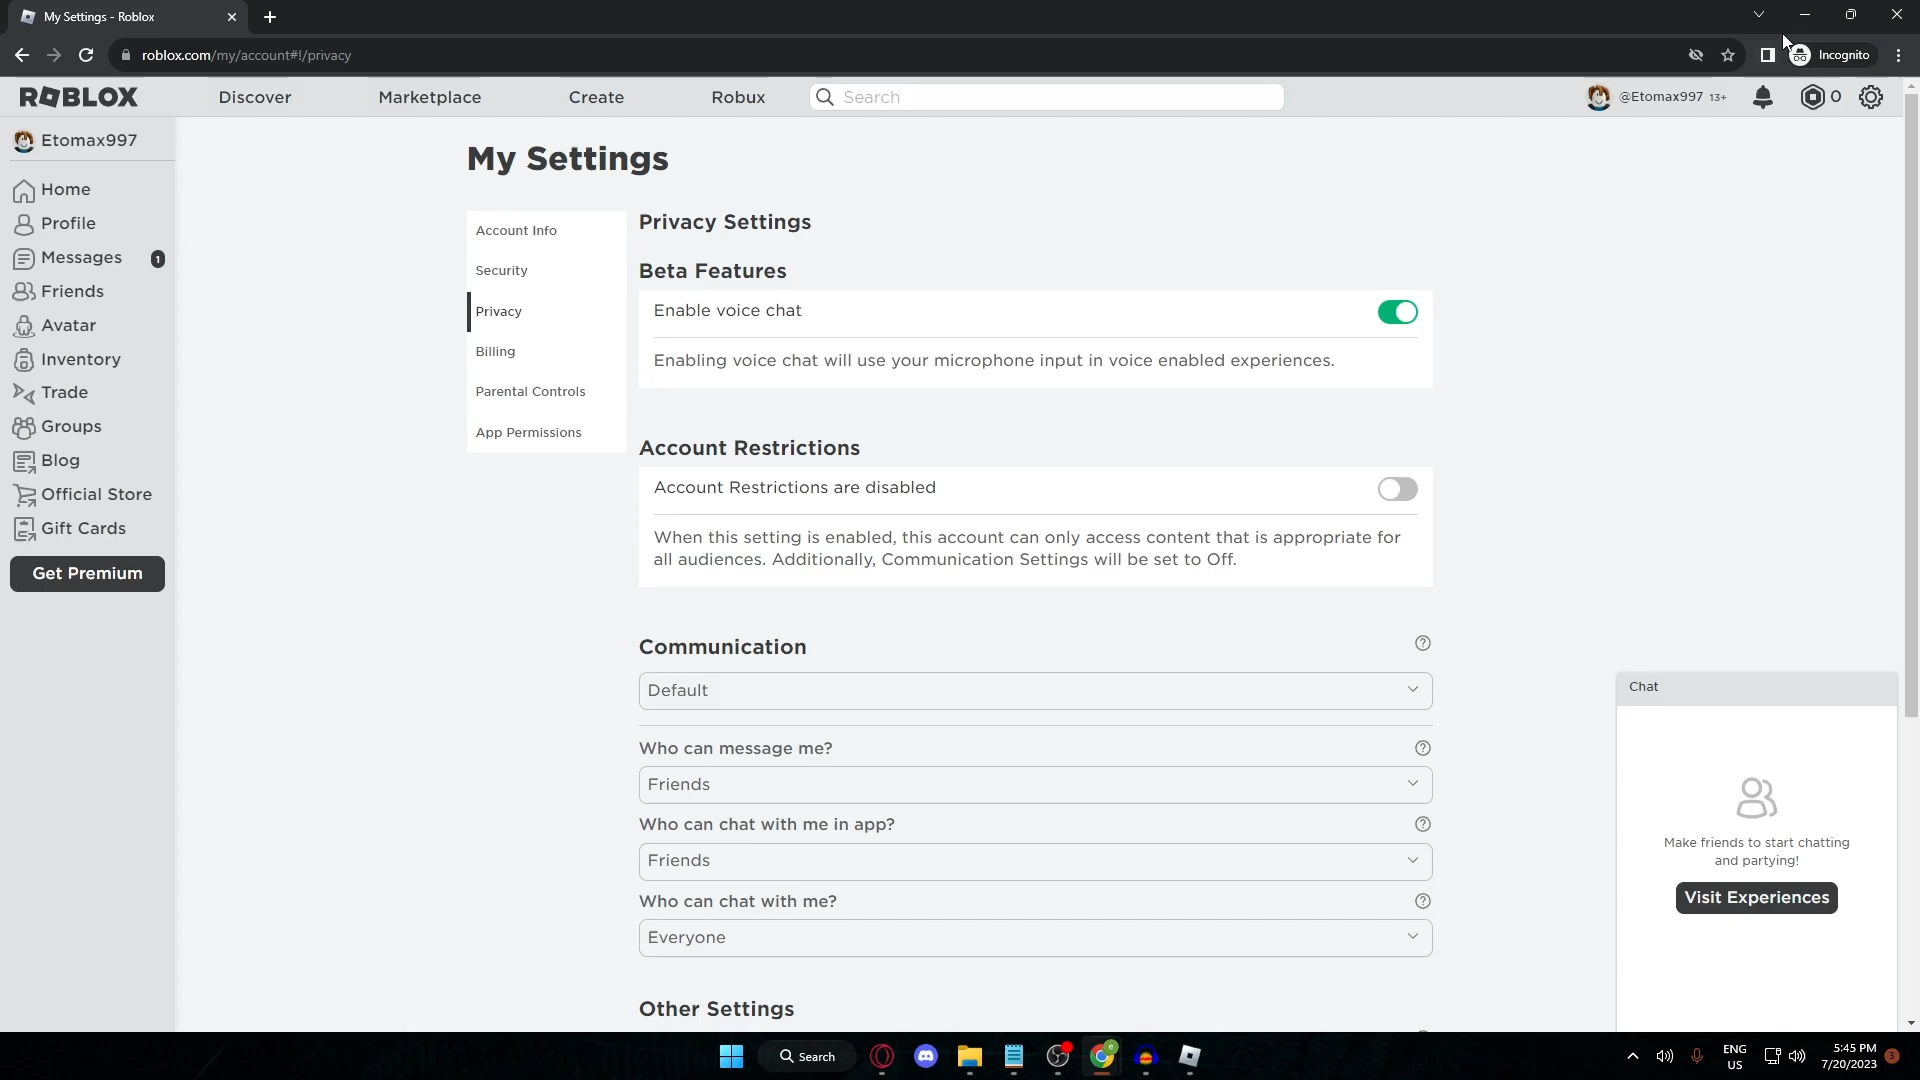 My Settings - Roblox
roblox.com/my/account#!/privacy
Incognito
ROBLOX
Discover
Marketplace
Create
Robux
Search
@Etomax997 13+
0
Etomax997
Home
Profile
Messages 1
Friends
Avatar
Inventory
Trade
Groups
Blog
Official Store
Gift Cards
Get Premium
My Settings
Account Info
Security
Privacy
Billing
Parental Controls
App Permissions
Privacy Settings
Beta Features
Enable voice chat
Enabling voice chat will use your microphone input in voice enabled experiences.
Account Restrictions
Account Restrictions are disabled
When this setting is enabled, this account can only access content that is appropriate for
all audiences. Additionally, Communication Settings will be set to Off.
Communication
Default
Who can message me?
Friends
Who can chat with me in app?
Friends
Who can chat with me?
Everyone
Other Settings
Chat
Make friends to start chatting
and partying!
Visit Experiences
Search
ENG
US
5:45 PM
7/20/2023
3